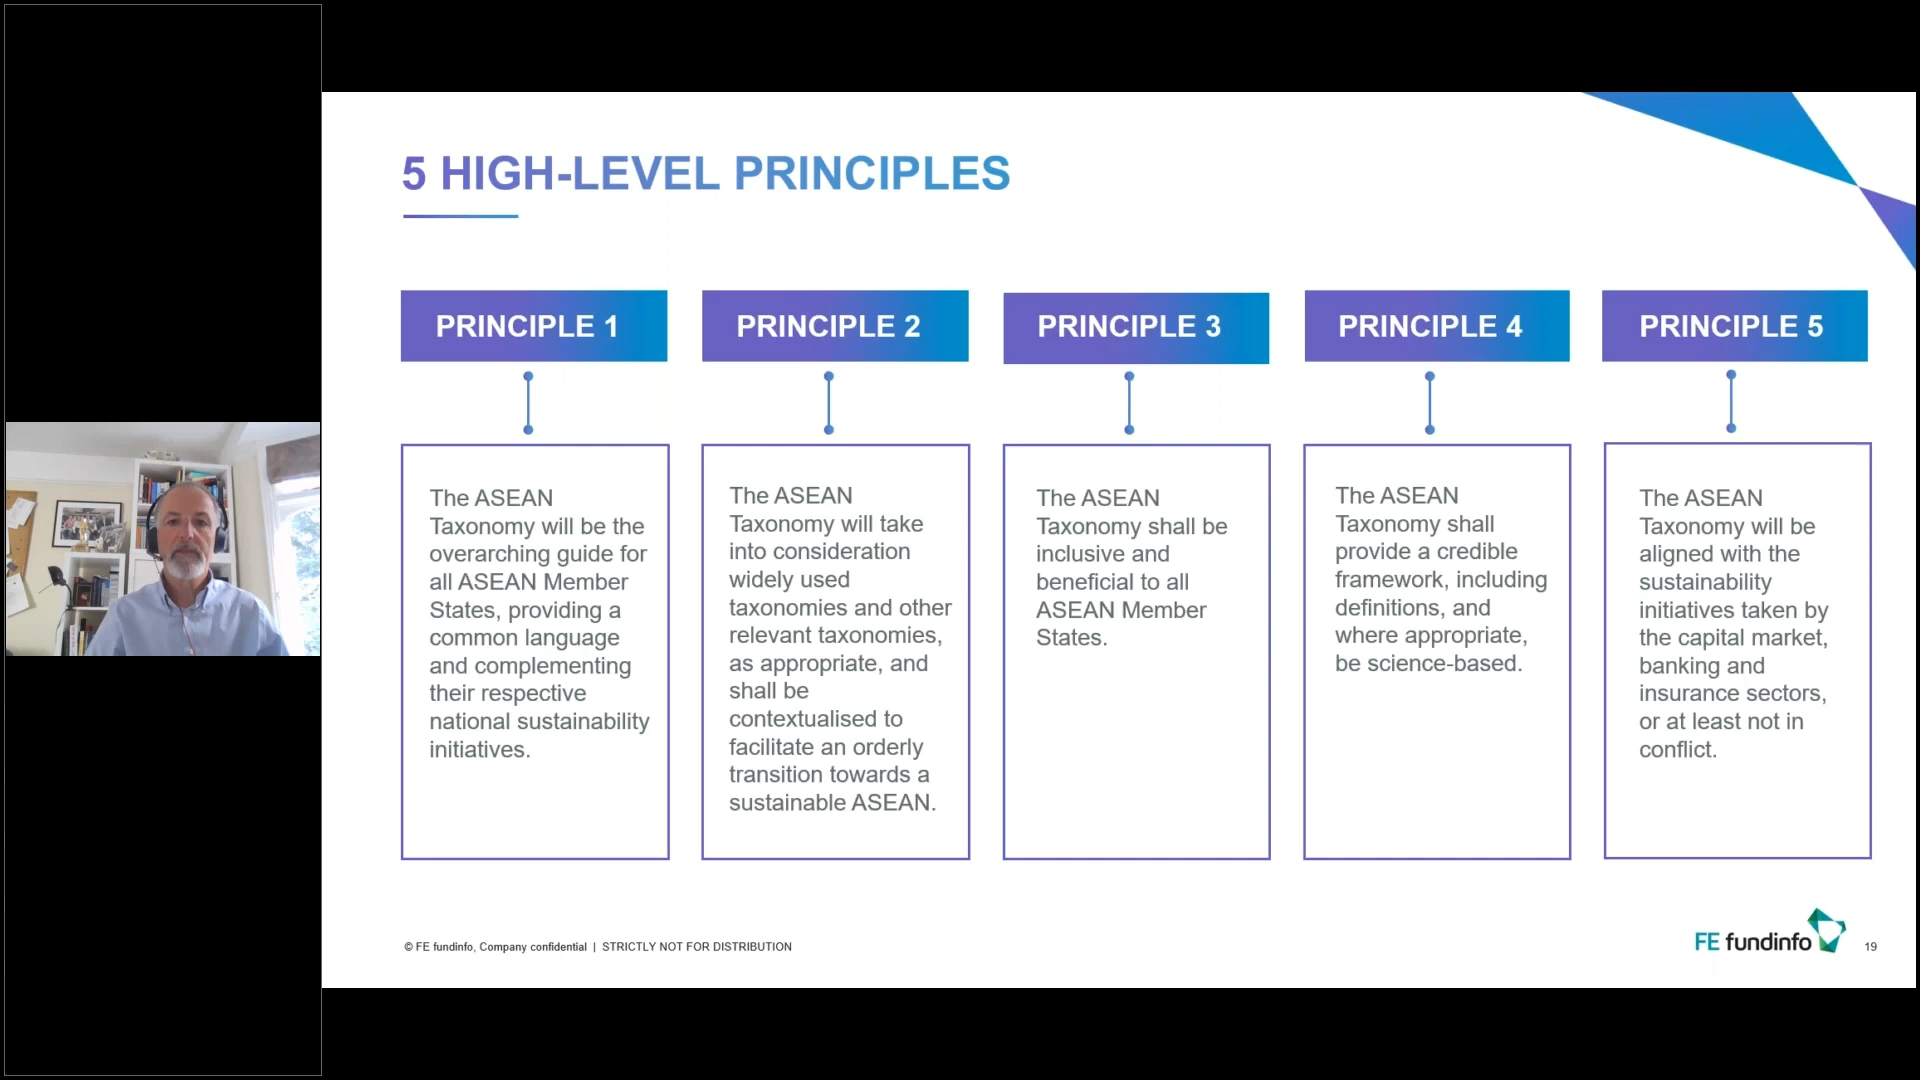 5 HIGH-LEVEL PRINCIPLES
PRINCIPLE 1
The ASEAN
Taxonomy will be the
overarching guide for
all ASEAN Member
States, providing a
common language
and complementing
their respective
national sustainability
initiatives.
PRINCIPLE 2
The ASEAN
Taxonomy will take
into consideration
widely used
taxonomies and other
relevant taxonomies,
as appropriate, and
shall be
contextualised to
facilitate an orderly
transition towards a
sustainable ASEAN.
PRINCIPLE 3
The ASEAN
Taxonomy shall be
inclusive and
beneficial to all
ASEAN Member
States.
PRINCIPLE 4
The ASEAN
Taxonomy shall
provide a credible
framework, including
definitions, and
where appropriate,
be science-based.
PRINCIPLE 5
The ASEAN
Taxonomy will be
aligned with the
sustainability
initiatives taken by
the capital market,
banking and
insurance sectors,
or at least not in
conflict.
© FE fundinfo, Company confidential | STRICTLY NOT FOR DISTRIBUTION
FE fundinfo
19